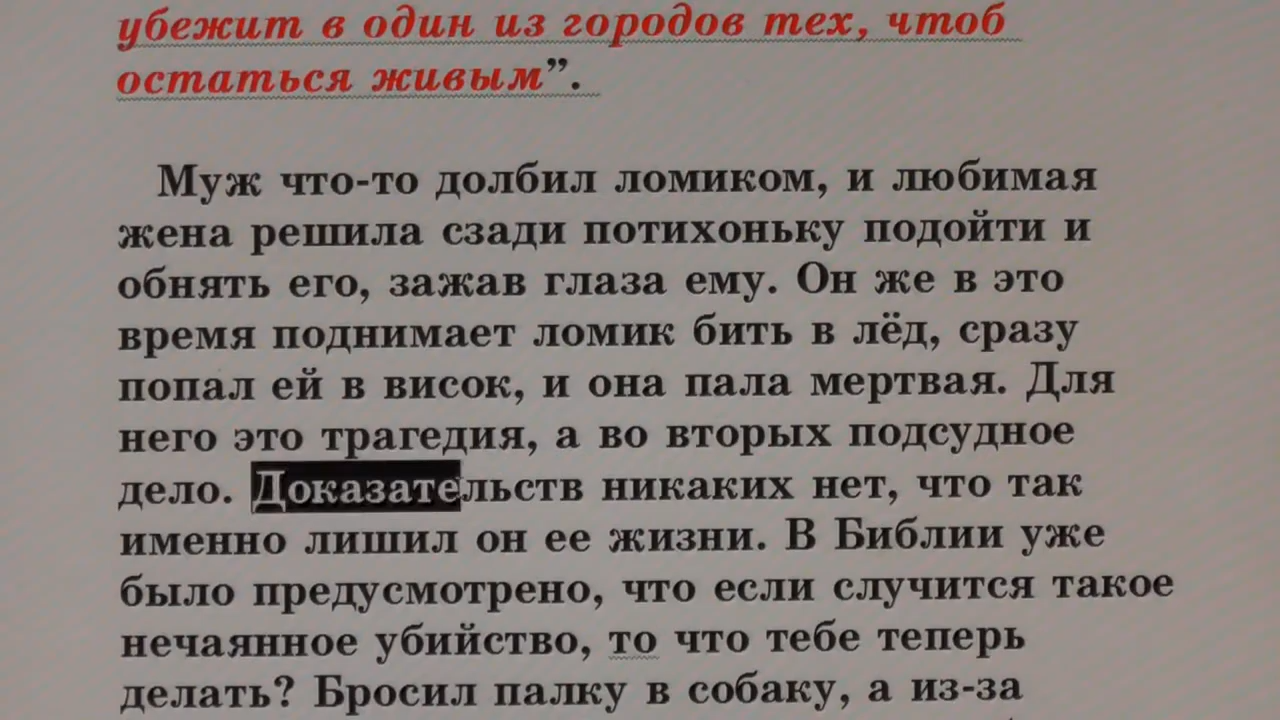 убежит в один из городов тех, чтоб
остаться живым”.
Муж что-то долбил ломиком, и любимая
жена решила сзади потихоньку подойти и
обнять его, зажав глаза ему. Он же в это
время поднимает ломик бить в лёд, сразу
попал ей в висок, и она пала мертвая. Для
него это трагедия, а во вторых подсудное
дело. Доказательств никаких нет, что так
именно лишил он ее жизни. В Библии уже
было предусмотрено, что если случится такое
нечаянное убийство, то что тебе теперь
делать? Бросил палку в собаку, а из-за